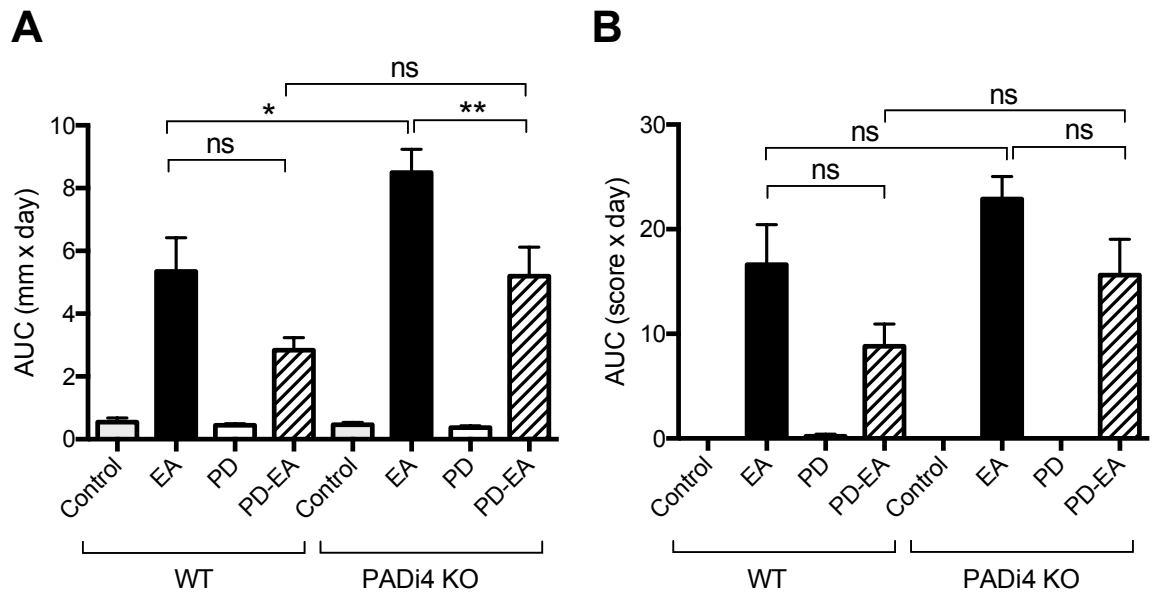 A
B
ns
*
**
ns
ns
ns
ns
ns
AUC (mm x day)
10
8
6
4
2
0
AUC (score x day)
30
20
10
0
Control
EA
PD
PD-EA
Control
EA
PD
PD-EA
Control
EA
PD
PD-EA
Control
EA
PD
PD-EA
WT
PADi4 KO
WT
PADi4 KO